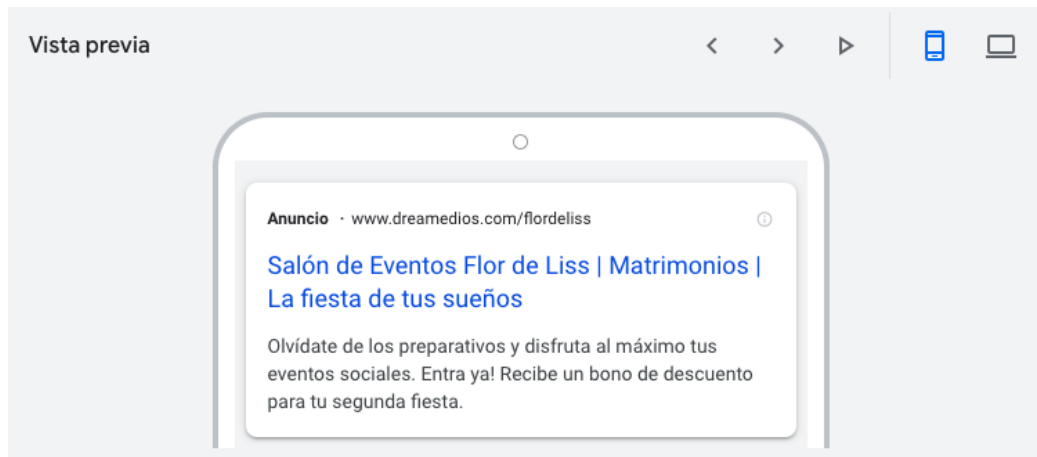 Vista previa
Anuncio · www.dreamedios.com/flordeliss
Salón de Eventos Flor de Liss | Matrimonios |
La fiesta de tus sueños
Olvídate de los preparativos y disfruta al máximo tus
eventos sociales. Entra ya! Recibe un bono de descuento
para tu segunda fiesta.